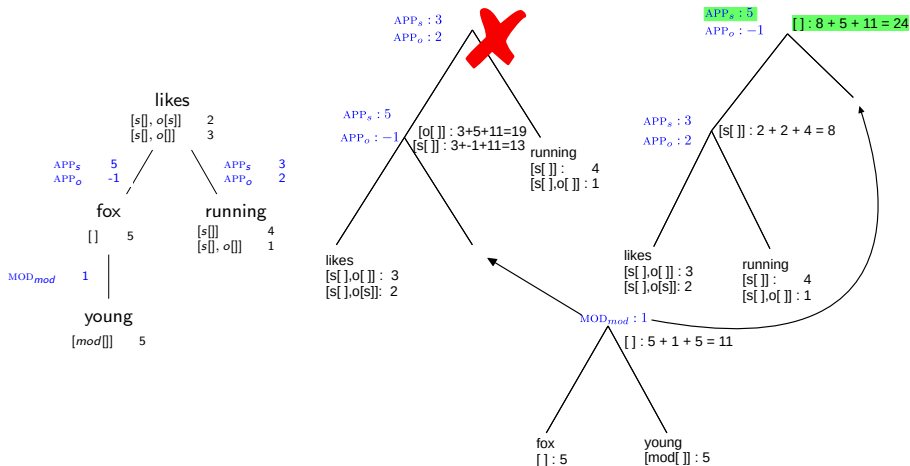 likes
[s[], o[s]] 2
[s[], o[]] 3
APPs 5
APPo -1
APPs 3
APPo 2
fox
[ ] 5
running
[s[]] 4
[s[], o[]] 1
MODmod 1
young
[mod[]] 5
APPs : 3
APPo : 2
APPs : 5
APPo : −1
[o[ ]] : 3+5+11=19
[s[ ]] : 3+-1+11=13
running
[s[ ]] : 4
[s[ ],o[ ]] : 1
likes
[s[ ],o[ ]] : 3
[s[ ],o[s]]: 2
APPs : 5
APPo : −1
[ ] : 8 + 5 + 11 = 24
APPs : 3
APPo : 2
[s[ ]] : 2 + 2 + 4 = 8
likes
[s[ ],o[ ]] : 3
[s[ ],o[s]]: 2
running
[s[ ]] : 4
[s[ ],o[ ]] : 1
MODmod : 1
[ ] : 5 + 1 + 5 = 11
fox
[ ] : 5
young
[mod[ ]] : 5